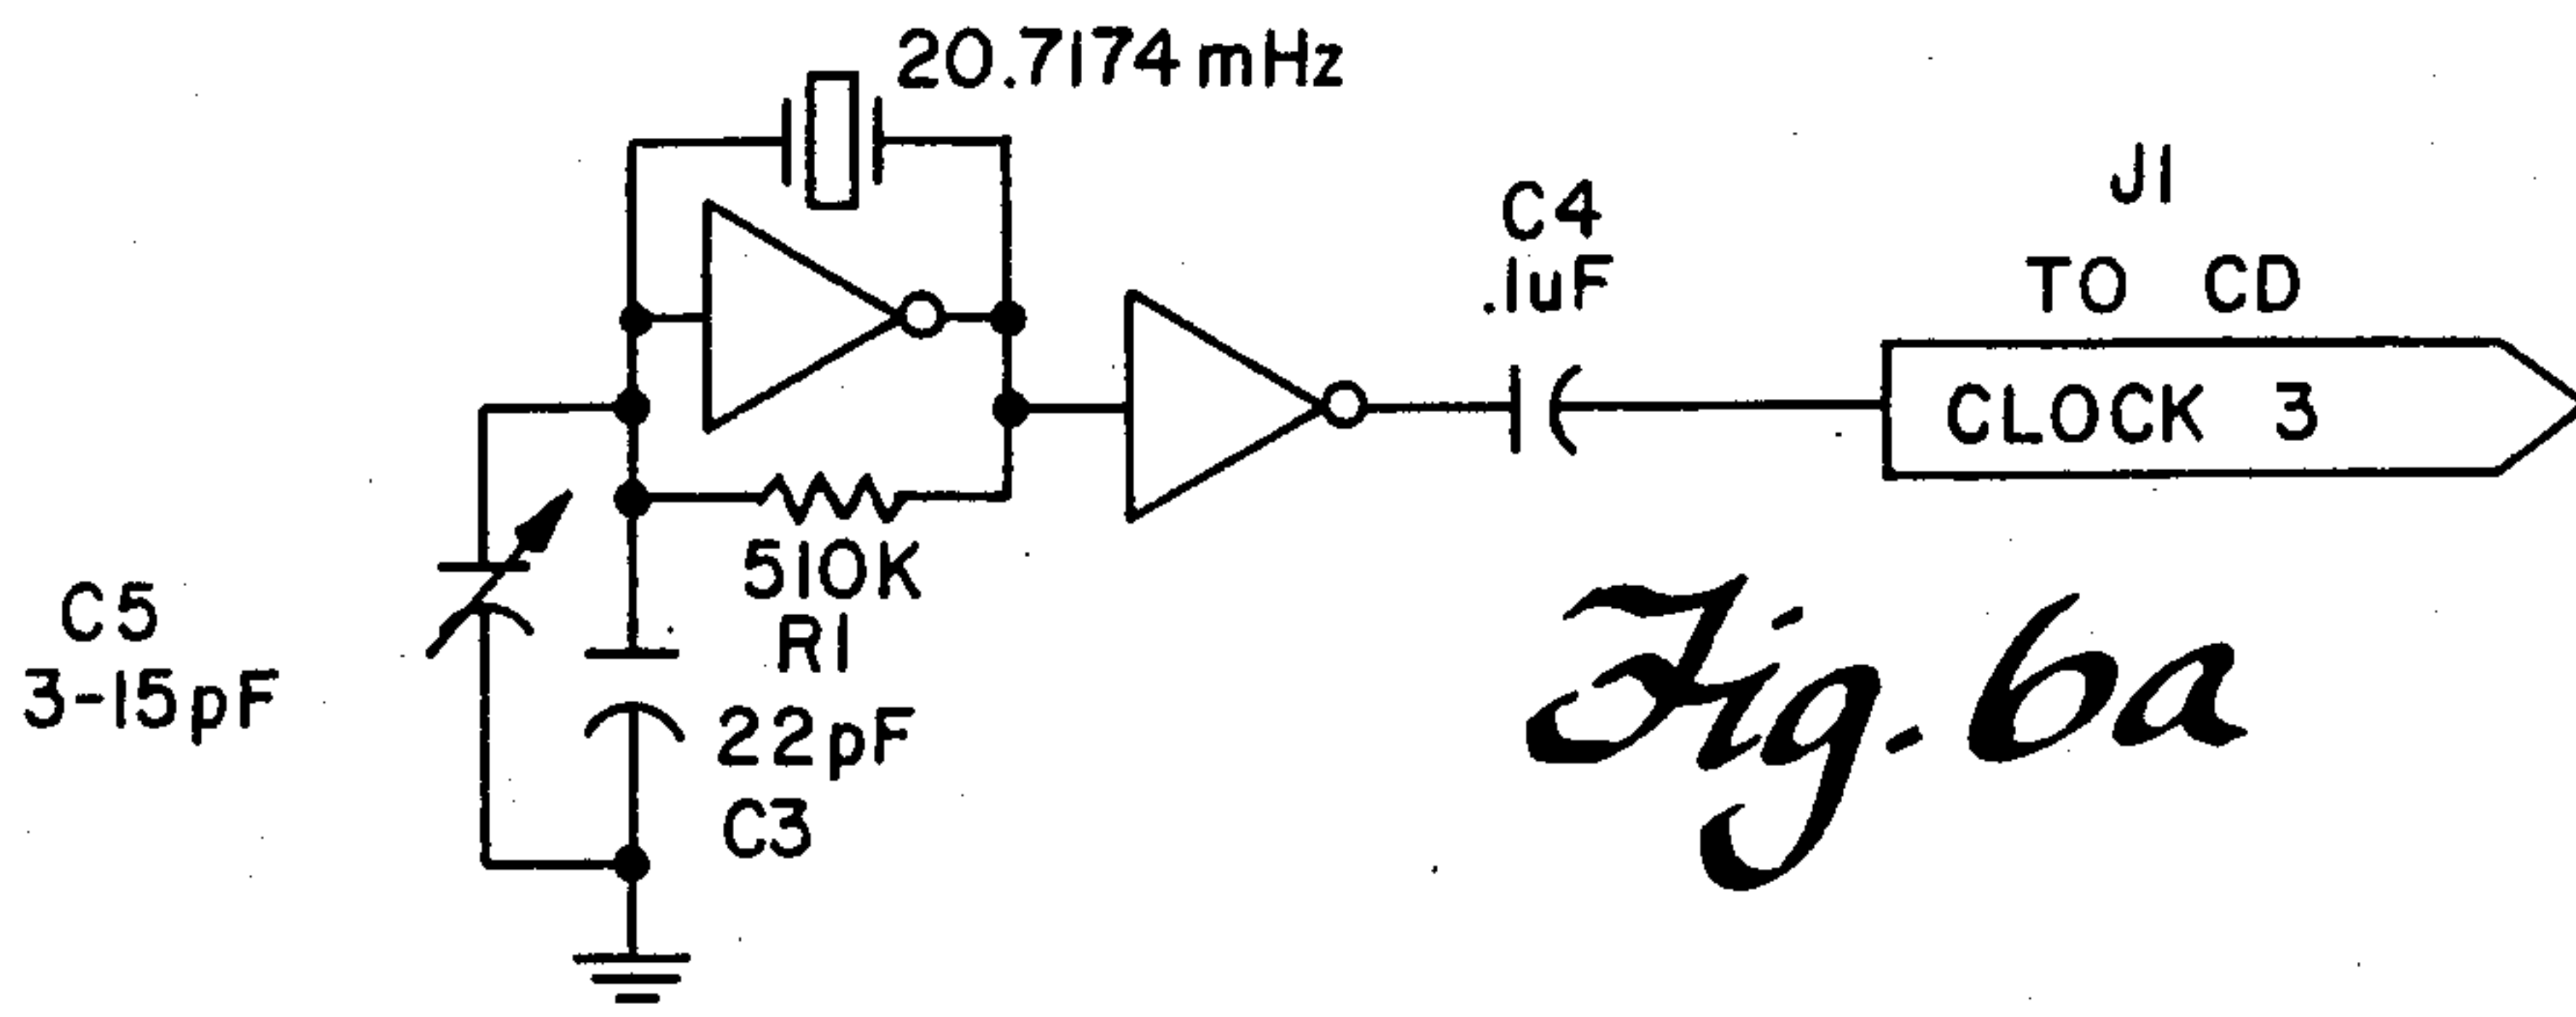 20.7174 mHz
C4
.1uF
J1
TO CD
CLOCK 3
510K
R1
C5
3-15pF
22pF
C3
Fig. 6a